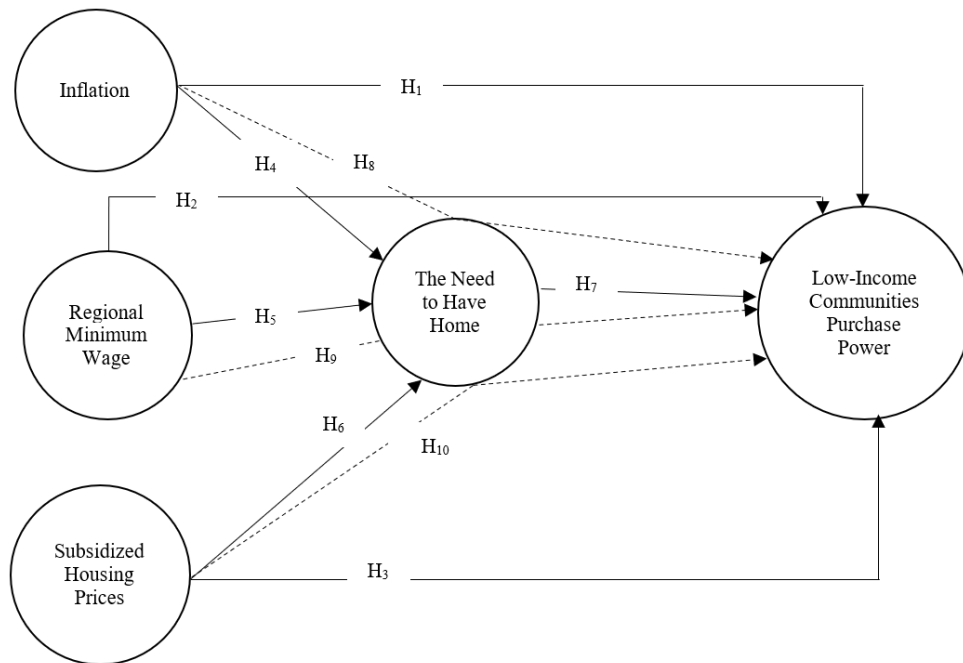 Inflation
H₁
H₄
H₈
H₂
Regional
Minimum
Wage
H₅
H₉
The Need
to Have
Home
H₇
Low-Income
Communities
Purchase
Power
H₆
H₁₀
Subsidized
Housing
Prices
H₃